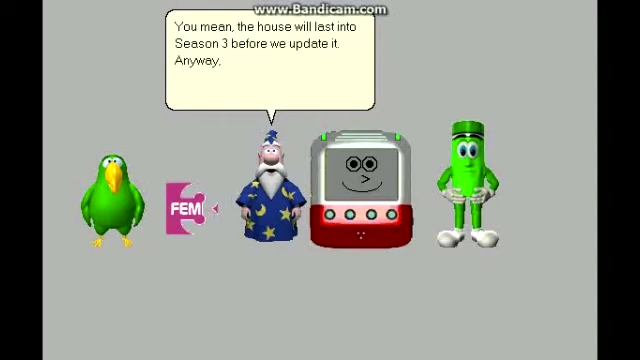 www.Bandicam.com
You mean, the house will last into
Season 3 before we update it.
Anyway,
FEM